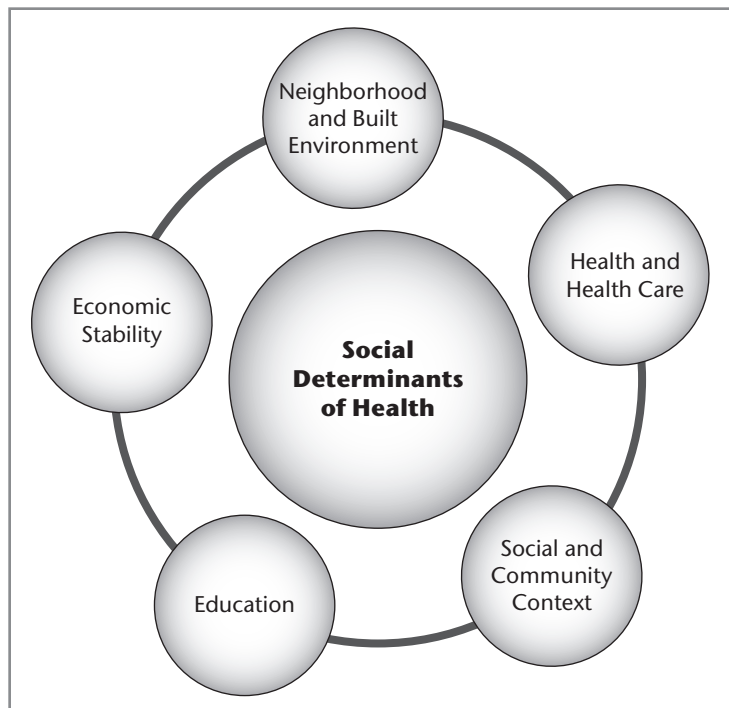 Neighborhood
and Built
Environment
Health and
Health Care
Economic
Stability
Social
Determinants
of Health
Social and
Community
Context
Education